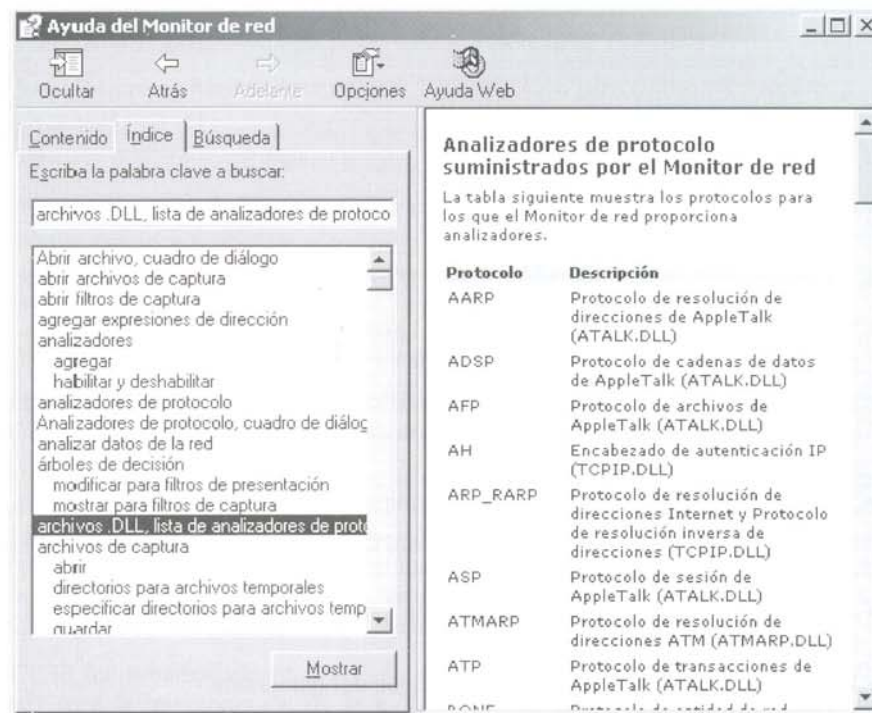 Ayuda del Monitor de red
Ocultar Atrás Adelante Opciones Ayuda Web
Contenido Índice Búsqueda
Escriba la palabra clave a buscar:
archivos .DLL, lista de analizadores de protoco
Abrir archivo, cuadro de diálogo
abrir archivos de captura
abrir filtros de captura
agregar expresiones de dirección
analizadores
agregar
habilitar y deshabilitar
analizadores de protocolo
Analizadores de protocolo, cuadro de diálog
analizar datos de la red
árboles de decisión
modificar para filtros de presentación
mostrar para filtros de captura
archivos .DLL, lista de analizadores de proto
archivos de captura
abrir
directorios para archivos temporales
especificar directorios para archivos temp
guardar
Mostrar
Analizadores de protocolo
suministrados por el Monitor de red
La tabla siguiente muestra los protocolos para
los que el Monitor de red proporciona
analizadores.
Protocolo Descripción
AARP Protocolo de resolución de
direcciones de AppleTalk
(ATALK.DLL)
ADSP Protocolo de cadenas de datos
de AppleTalk (ATALK.DLL)
AFP Protocolo de archivos de
AppleTalk (ATALK.DLL)
AH Encabezado de autenticación IP
(TCPIP.DLL)
ARP_RARP Protocolo de resolución de
direcciones Internet y Protocolo
de resolución inversa de
direcciones (TCPIP.DLL)
ASP Protocolo de sesión de
AppleTalk (ATALK.DLL)
ATMARP Protocolo de resolución de
direcciones ATM (ATMARP.DLL)
ATP Protocolo de transacciones de
AppleTalk (ATALK.DLL)
BONE Protocolo de entidad de red